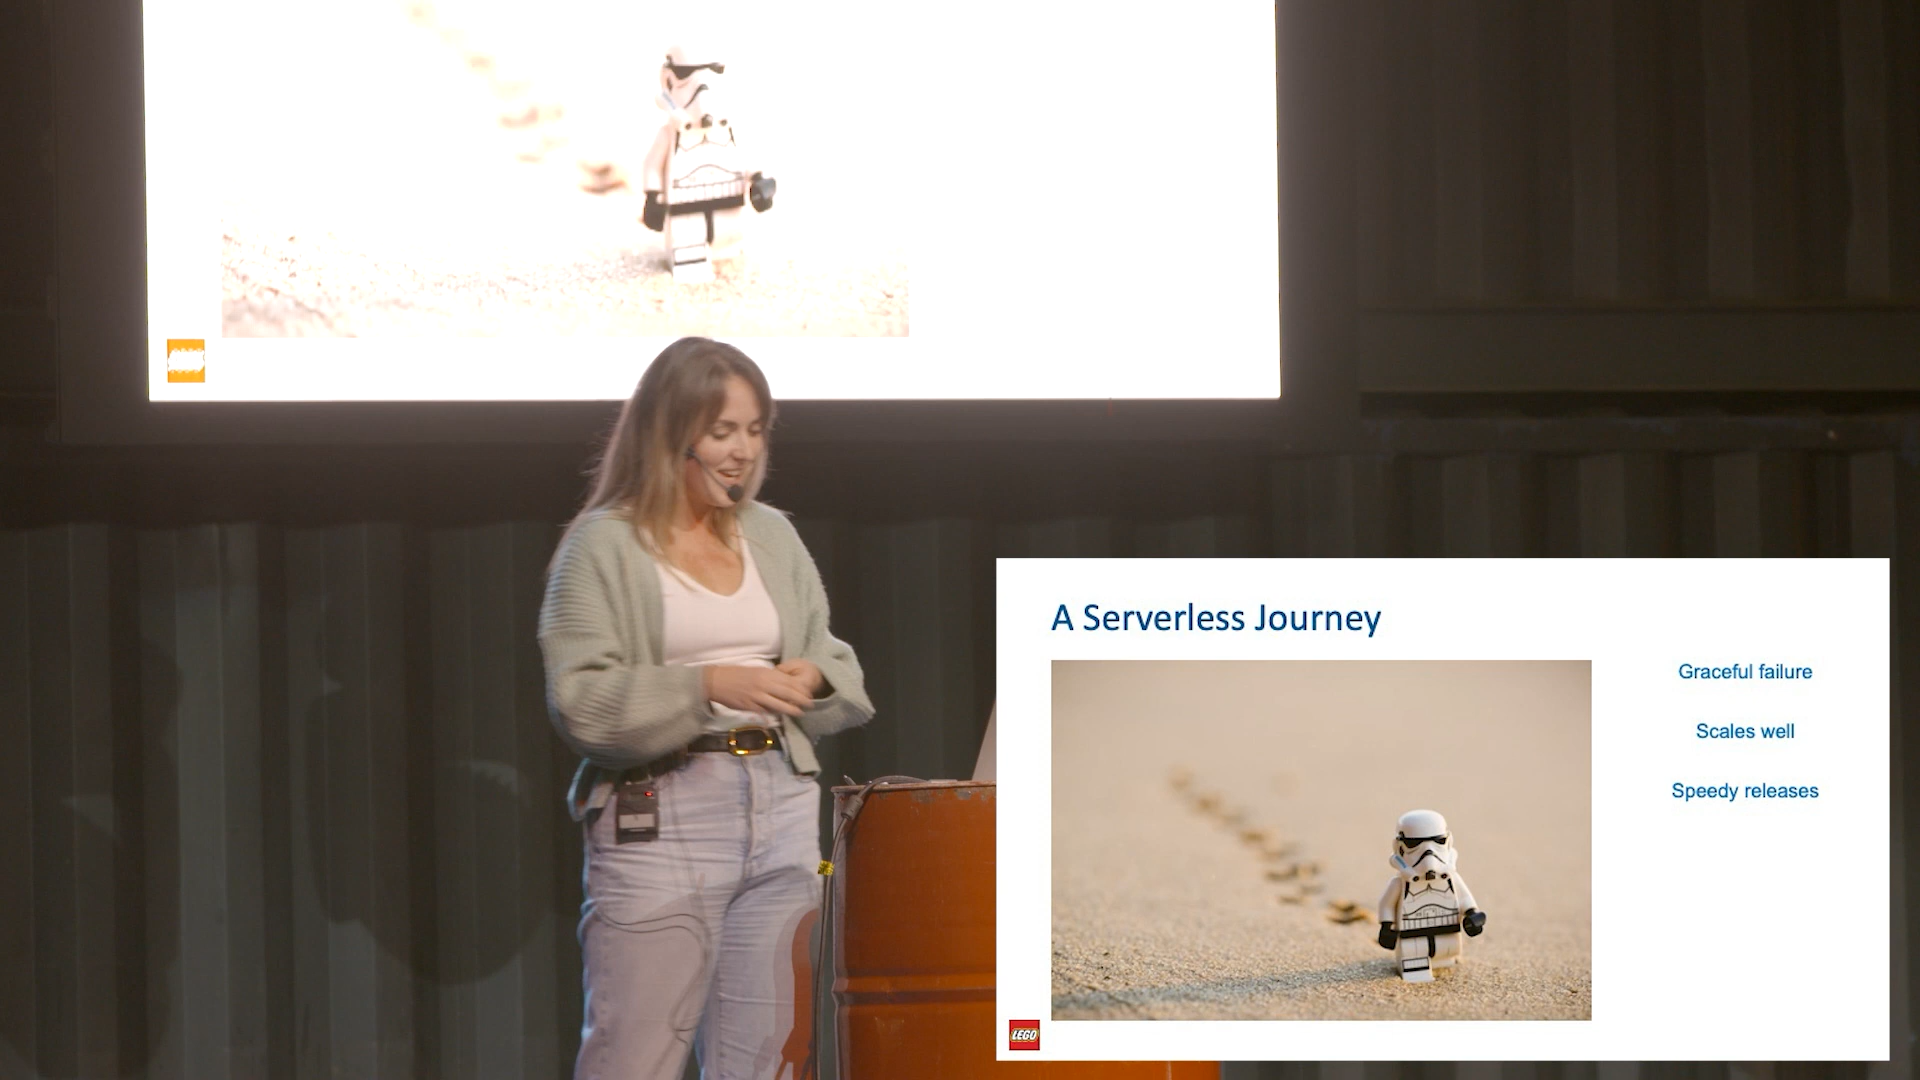 A Serverless Journey
Graceful failure
Scales well
Speedy releases
LEGO